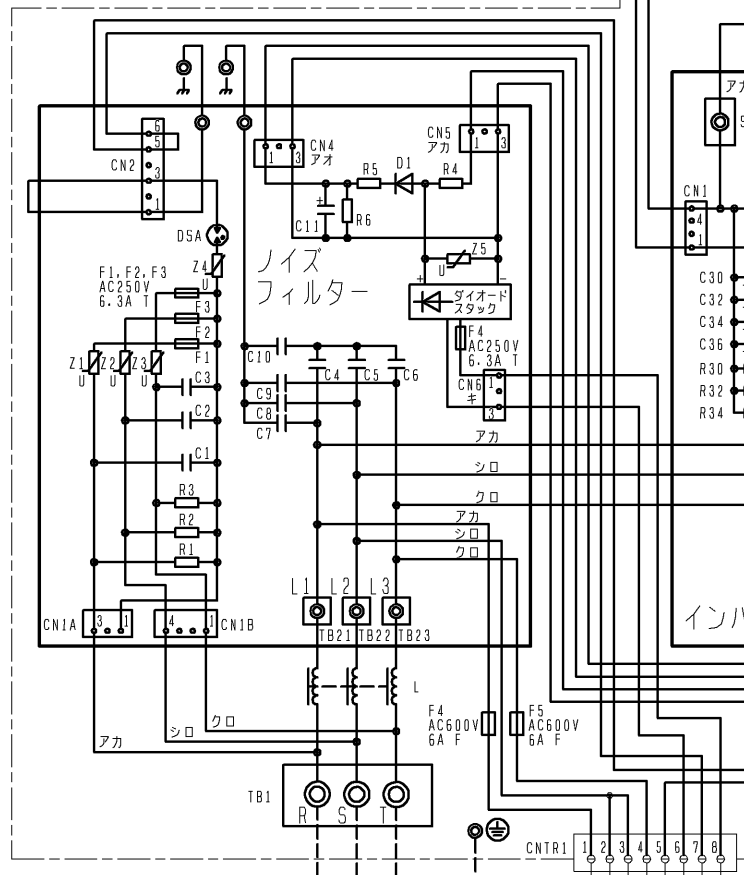 アカ
S
6
5
3
1
CN2
CN4
アオ
1
3
CN5
アカ
1
3
D1
R5
R4
+
C11
R6
CN1
4
1
DSA
Z4
U
ノイズ
フィルター
Z5
U
F1, F2, F3
AC250V
6.3A T
+
-
ダイオード
スタック
C30
C32
C34
C36
R30
R32
R34
F3
F2
F1
F4
AC250V
6.3A T
Z1
U
Z2
U
Z3
U
C10
C4
C5
C6
CN6
キ
1
3
C3
C9
C8
C7
C2
C1
アカ
シロ
クロ
R3
R2
R1
アカ
シロ
クロ
L1
L2
L3
インバ
CN1A
3
1
4
1
CN1B
TB21
TB22
TB23
L
F4
AC600V
6A F
F5
AC600V
6A F
クロ
シロ
アカ
TB1
R
S
T
CNTR1
1
2
3
4
5
6
7
8